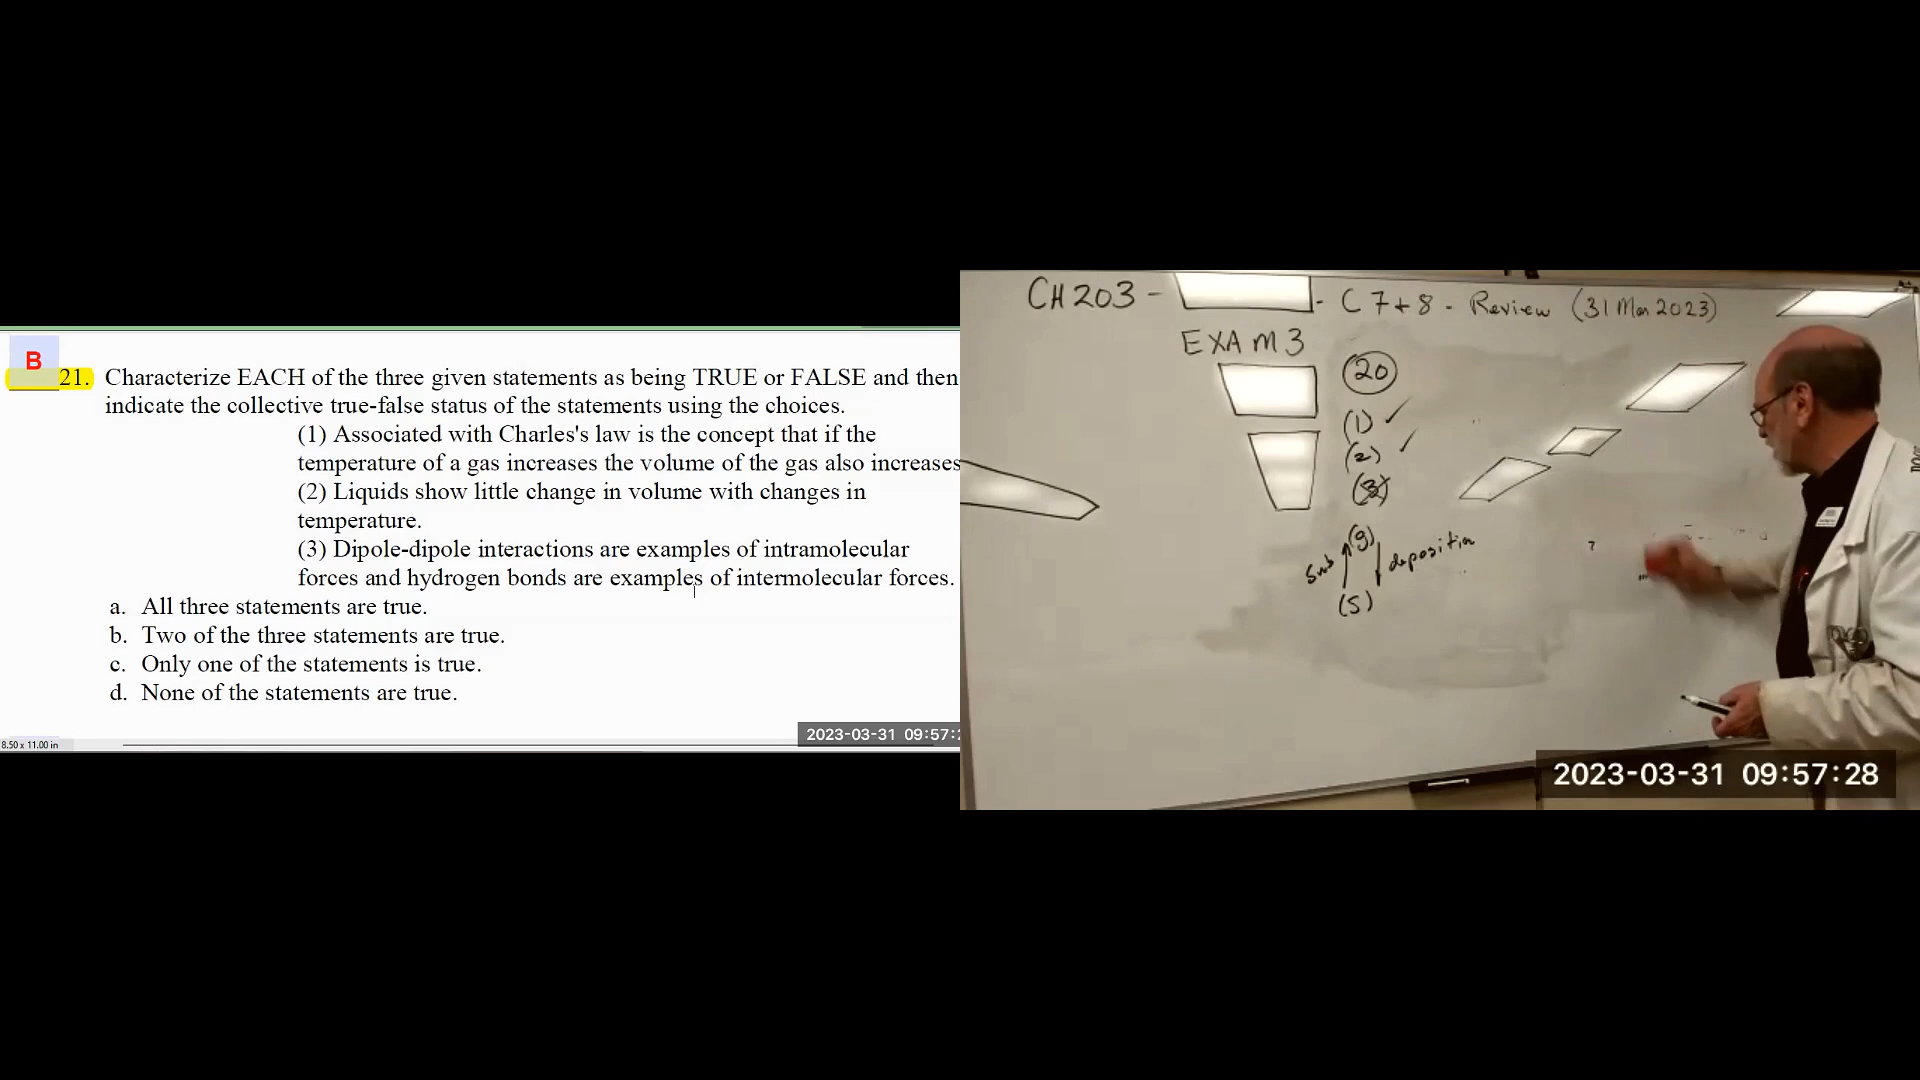 B
21. Characterize EACH of the three given statements as being TRUE or FALSE and then
indicate the collective true-false status of the statements using the choices.
(1) Associated with Charles's law is the concept that if the
temperature of a gas increases the volume of the gas also increases
(2) Liquids show little change in volume with changes in
temperature.
(3) Dipole-dipole interactions are examples of intramolecular
forces and hydrogen bonds are examples of intermolecular forces.
a. All three statements are true.
b. Two of the three statements are true.
c. Only one of the statements is true.
d. None of the statements are true.
2023-03-31 09:57:2
8.50 x 11.00 in
CH 203 - - C 7+8 - Review (31 Mar 2023)
EXAM 3
20
(1) ✓
(2) ✓
(3)
(g)
sub deposition
(S)
2023-03-31 09:57:28